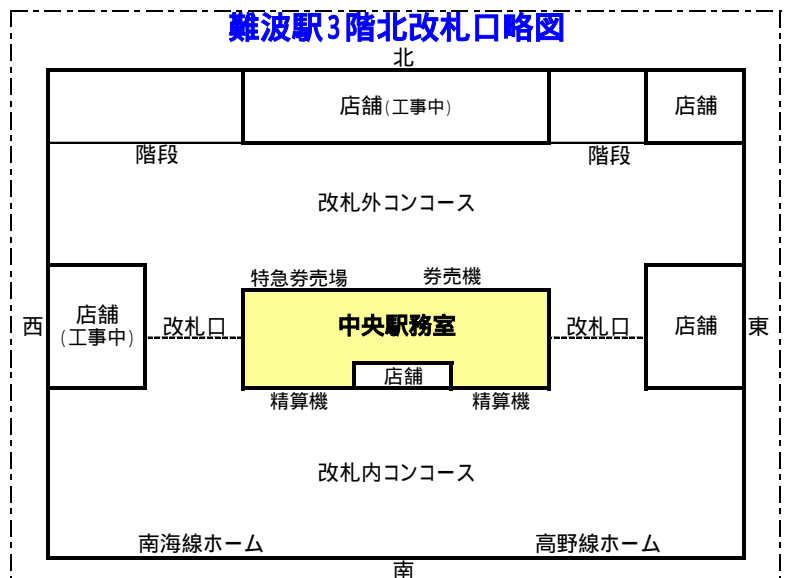 難波駅3階北改札口略図
北
店舗(工事中)
店舗
階段
階段
改札外コンコース
特急券売場
券売機
西
店舗
(工事中)
改札口
中央駅務室
改札口
店舗
東
店舗
精算機
精算機
改札内コンコース
南海線ホーム
高野線ホーム
南